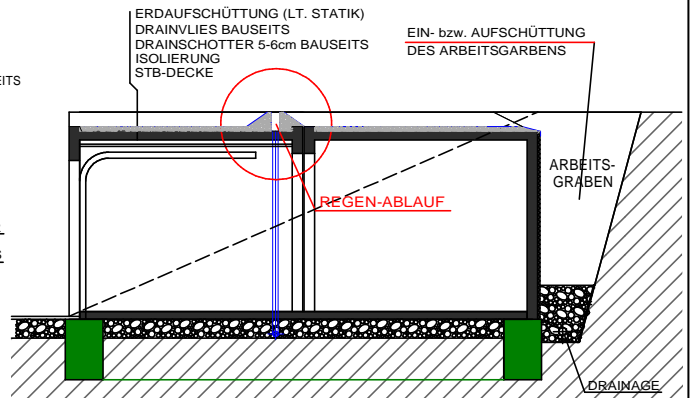 ERDAUFSCHÜTTUNG (LT. STATIK)
DRAINVLIES BAUSEITS
DRAINSCHOTTER 5-6cm BAUSEITS
ISOLIERUNG
STB-DECKE
EIN- bzw. AUFSCHÜTTUNG
DES ARBEITSGARBENS
EITS
ARBEITS-
GRABEN
REGEN-ABLAUF
DRAINAGE